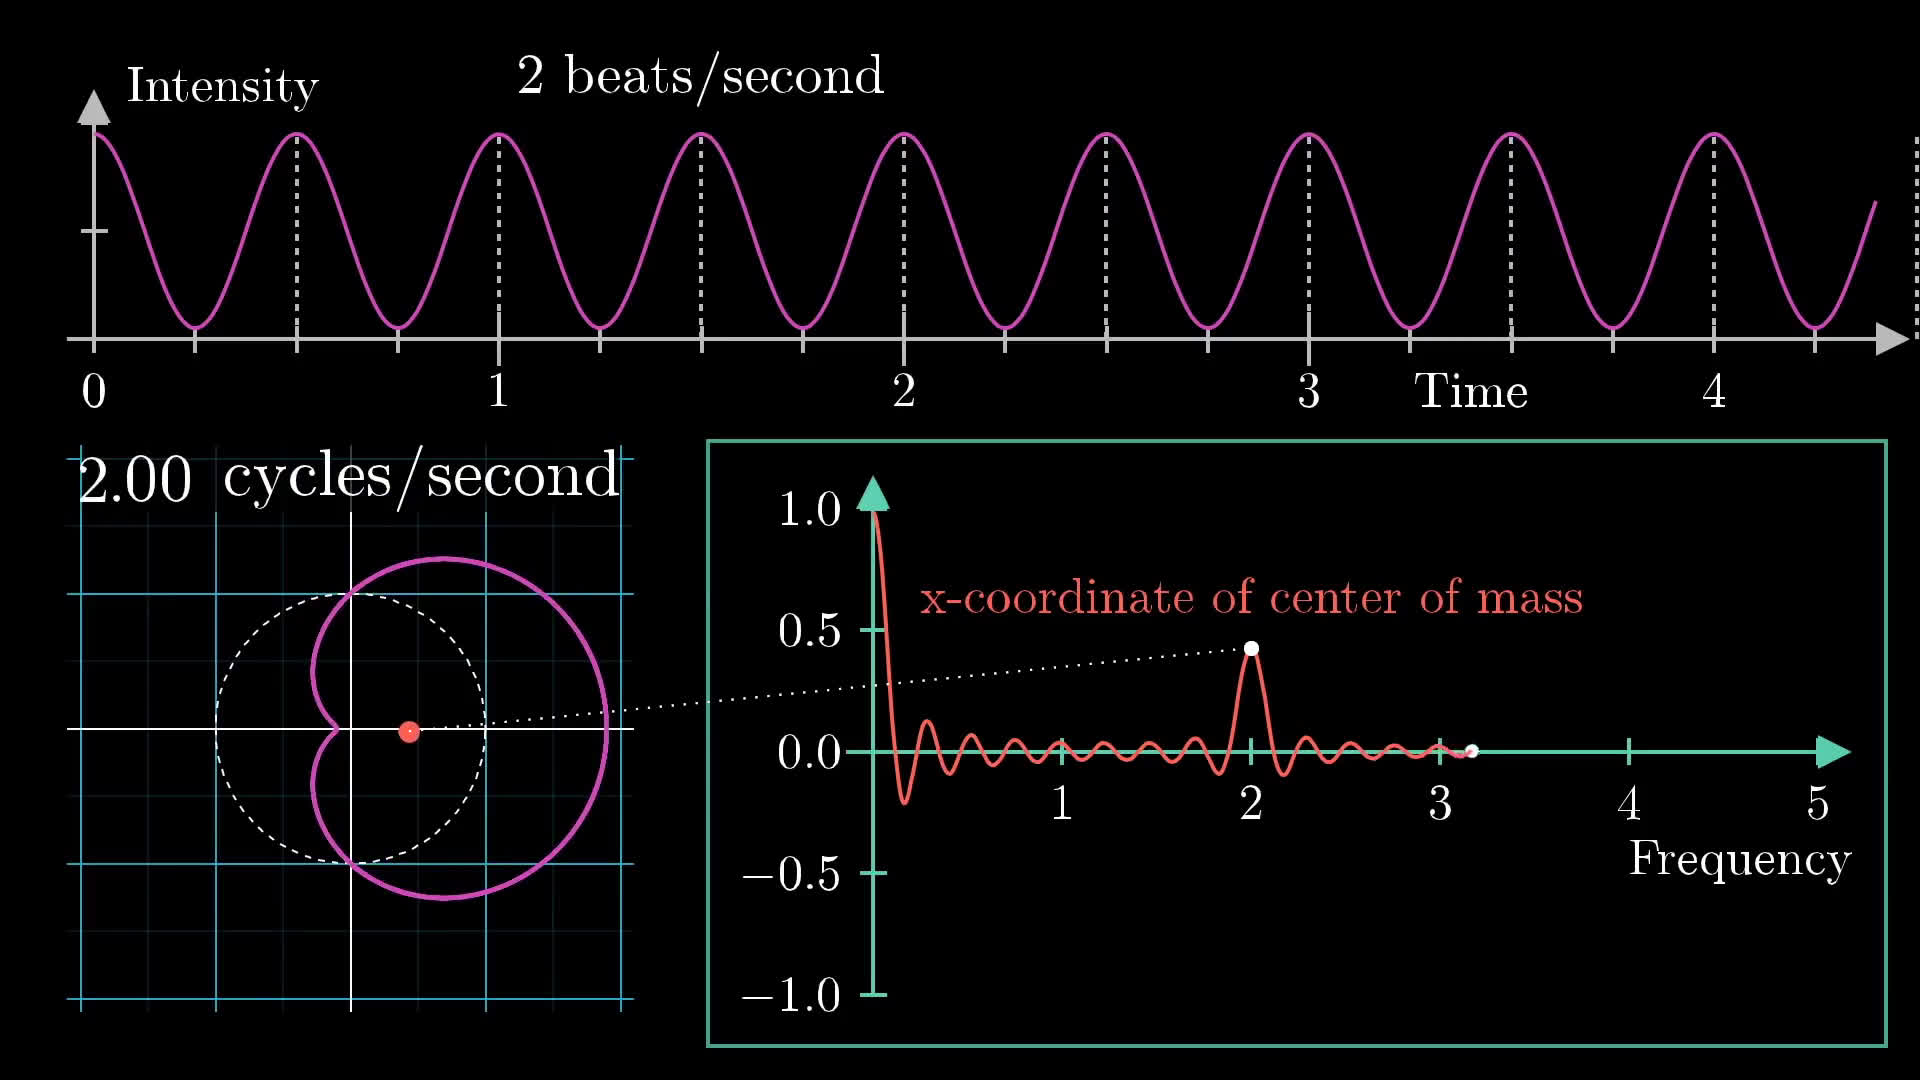 Intensity
2 beats/second
0 1 2 3 Time 4
2.00 cycles/second
1.0
x-coordinate of center of mass
0.5
0.0
1 2 3 4 5
Frequency
−0.5
−1.0